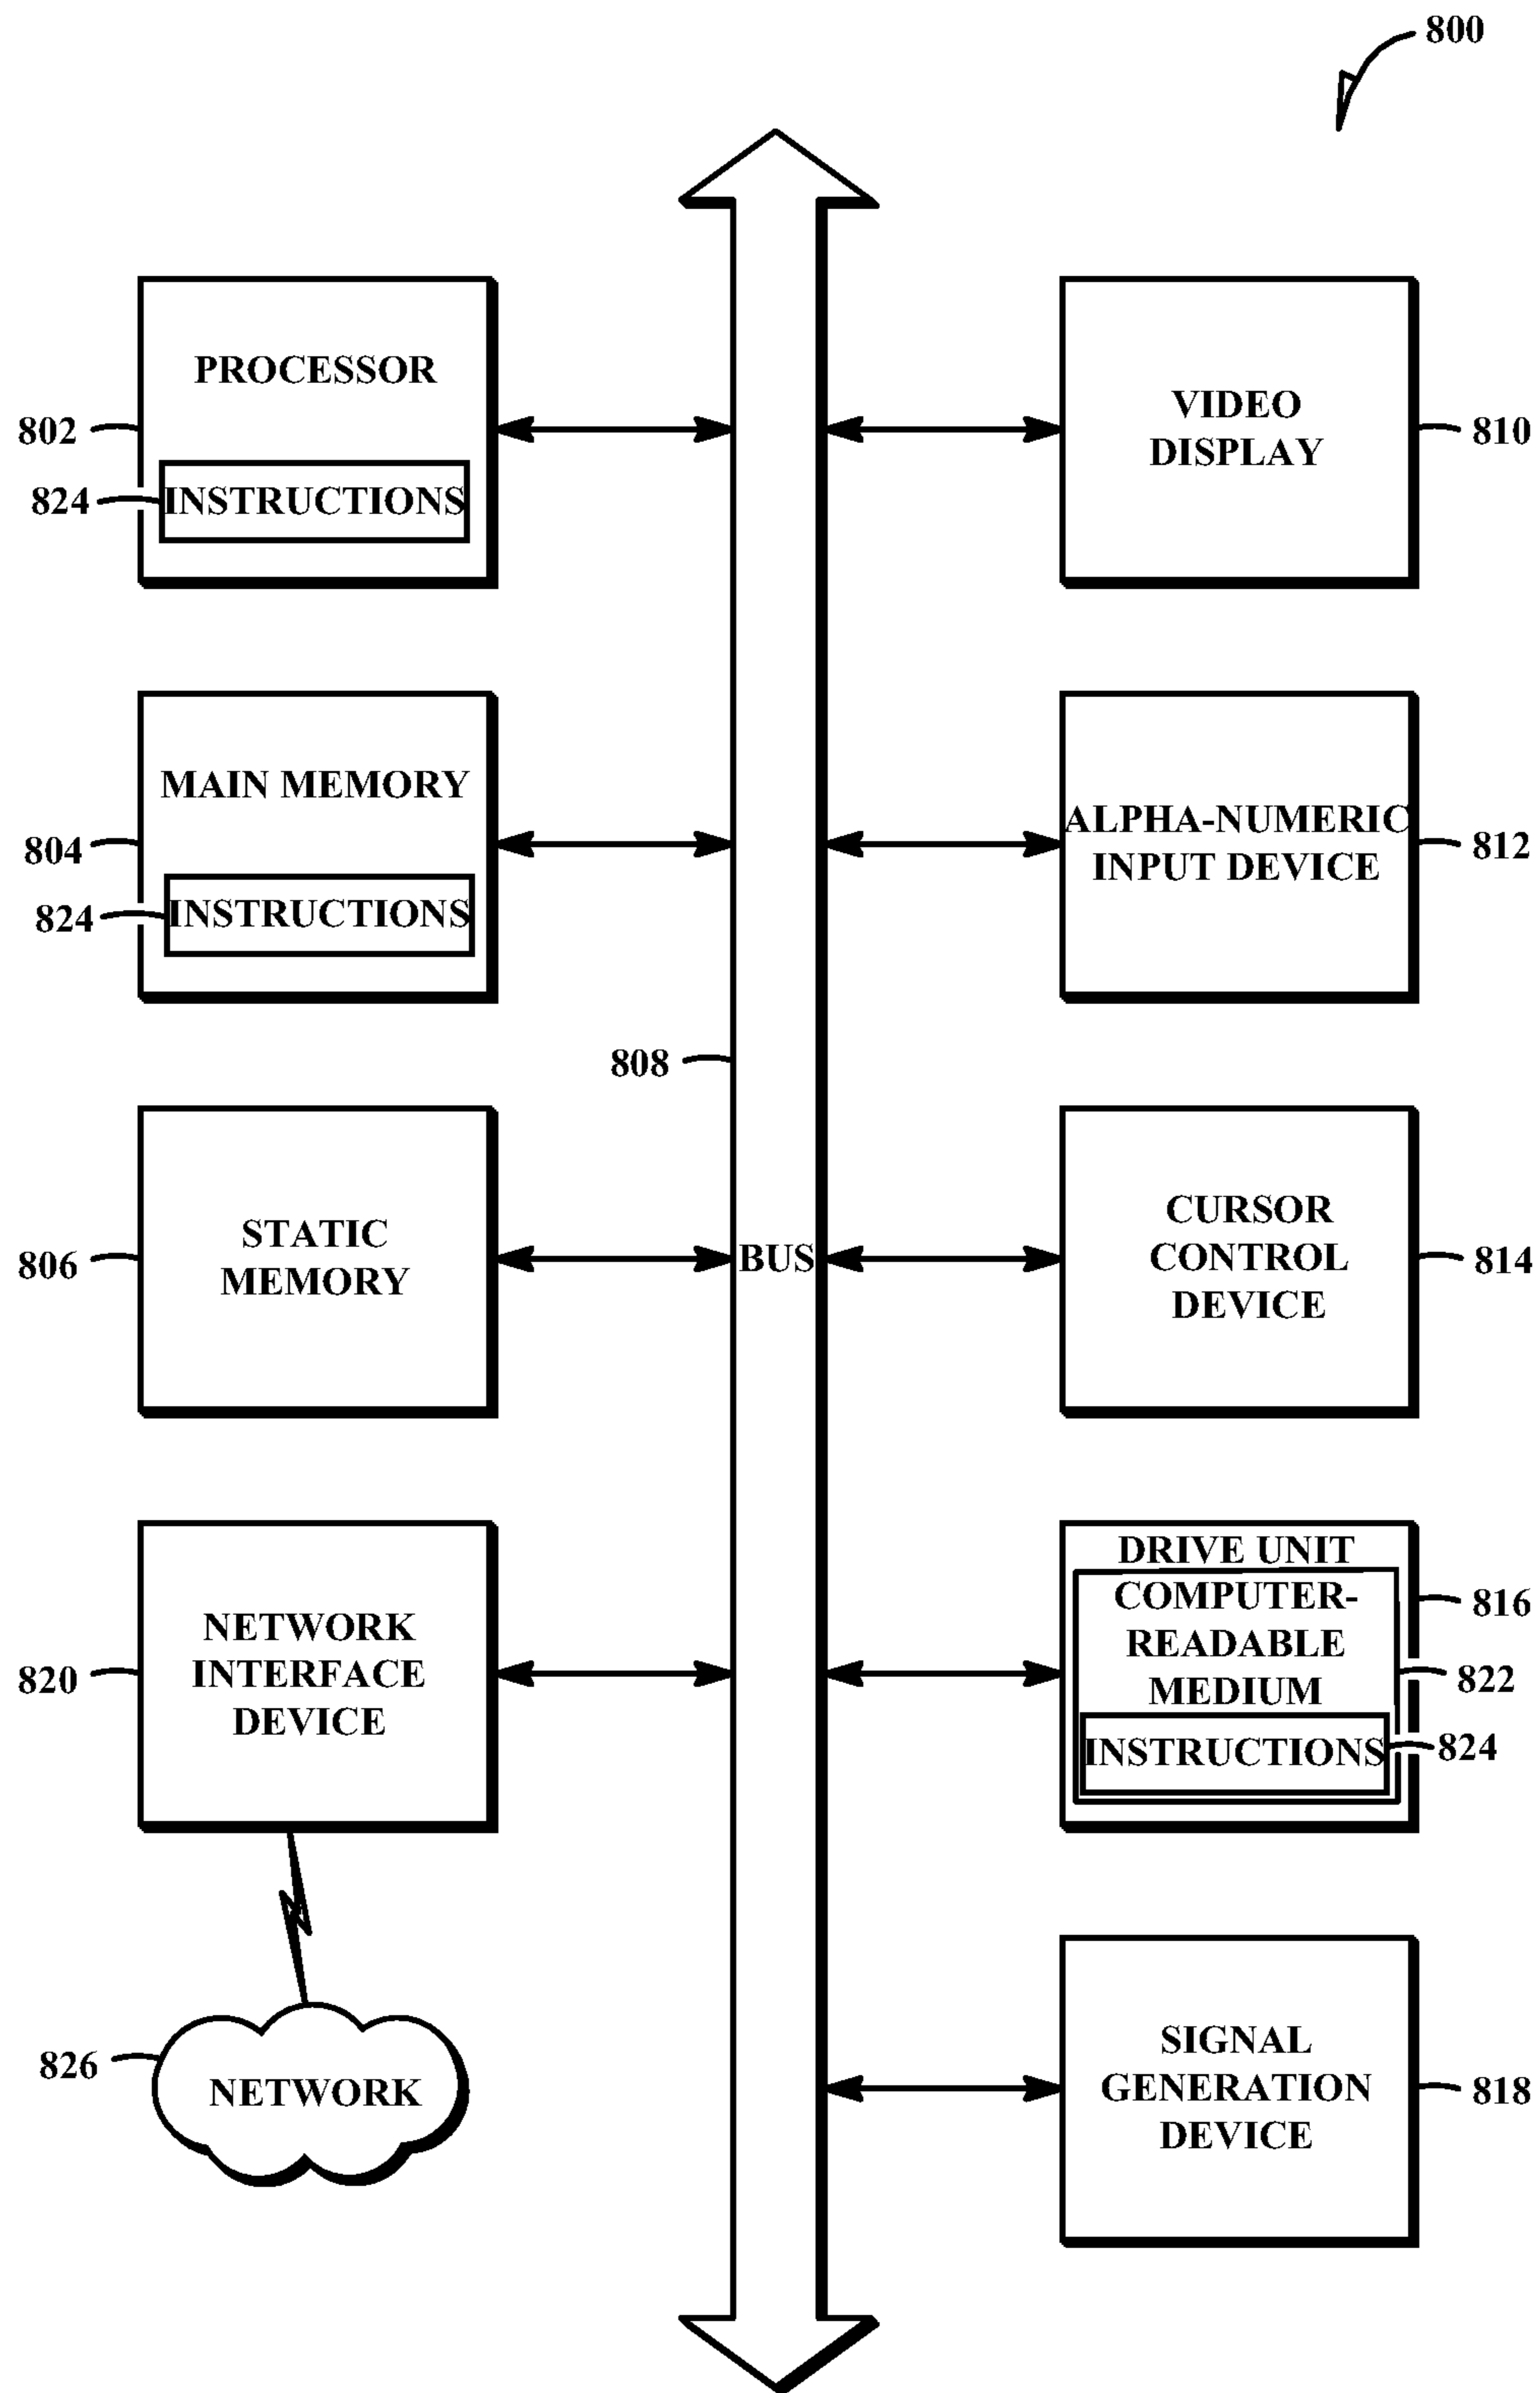 800
PROCESSOR
802
824
INSTRUCTIONS
VIDEO
DISPLAY
810
MAIN MEMORY
804
824
INSTRUCTIONS
ALPHA-NUMERIC
INPUT DEVICE
812
808
STATIC
MEMORY
806
BUS
CURSOR
CONTROL
DEVICE
814
NETWORK
INTERFACE
DEVICE
820
DRIVE UNIT
COMPUTER-
READABLE
MEDIUM
816
822
INSTRUCTIONS
824
826
NETWORK
SIGNAL
GENERATION
DEVICE
818